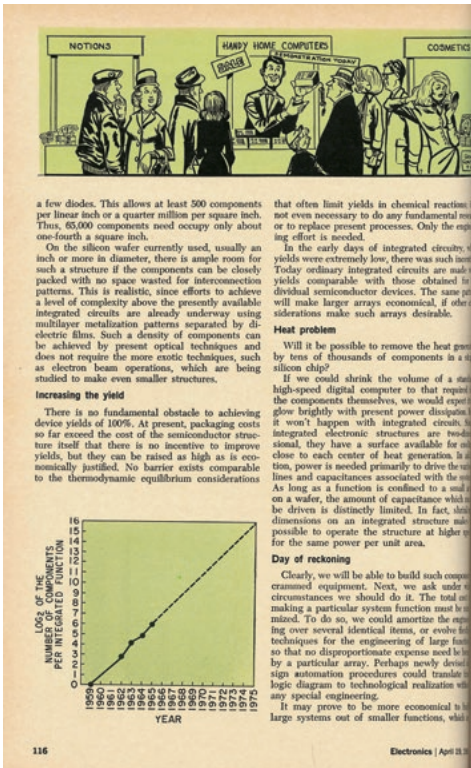 NOTIONS
HANDY HOME COMPUTERS
COSMETIC
SALE
DEMONSTRATION TODAY
a few diodes. This allows at least 500 components
per linear inch or a quarter million per square inch.
Thus, 65,000 components need occupy only about
one-fourth a square inch.
On the silicon wafer currently used, usually an
inch or more in diameter, there is ample room for
such a structure if the components can be closely
packed with no space wasted for interconnection
patterns. This is realistic, since efforts to achieve
a level of complexity above the presently available
integrated circuits are already underway using
multilayer metalization patterns separated by di-
electric films. Such a density of components can
be achieved by present optical techniques and
does not require the more exotic techniques, such
as electron beam operations, which are being
studied to make even smaller structures.
Increasing the yield
There is no fundamental obstacle to achieving
device yields of 100%. At present, packaging costs
so far exceed the cost of the semiconductor struc-
ture itself that there is no incentive to improve
yields, but they can be raised as high as is eco-
nomically justified. No barrier exists comparable
to the thermodynamic equilibrium considerations
that often limit yields in chemical reactions;
not even necessary to do any fundamental
or to replace present processes. Only the
ing effort is needed.
In the early days of integrated circuitry,
yields were extremely low, there was such
Today ordinary integrated circuits are made
yields comparable with those obtained
dividual semiconductor devices. The same
will make larger arrays economical, if other
siderations make such arrays desirable.
Heat problem
Will it be possible to remove the heat
by tens of thousands of components in a
silicon chip?
If we could shrink the volume of a
high-speed digital computer to that
the components themselves, we would
glow brightly with present power dissipation.
it won't happen with integrated circuits.
integrated electronic structures are
sional, they have a surface available for
close to each center of heat generation. In
tion, power is needed primarily to drive the
lines and capacitances associated with the
As long as a function is confined to a small
on a wafer, the amount of capacitance which
be driven is distinctly limited. In fact,
dimensions on an integrated structure
possible to operate the structure at higher
for the same power per unit area.
Day of reckoning
Clearly, we will be able to build such
crammed equipment. Next, we ask under
circumstances we should do it. The total
making a particular system function must be
mized. To do so, we could amortize the
ing over several identical items, or evolve
techniques for the engineering of large
so that no disproportionate expense need be
by a particular array. Perhaps newly
sign automation procedures could translate
logic diagram to technological realization
any special engineering.
It may prove to be more economical to
large systems out of smaller functions, which
LOG2 OF THE
NUMBER OF COMPONENTS
PER INTEGRATED FUNCTION
16
15
14
13
12
11
10
9
8
7
6
5
4
3
2
1
0
1959 1960 1961 1962 1963 1964 1965 1966 1967 1968 1969 1970 1971 1972 1973 1974 1975
YEAR
116
Electronics | April 19,